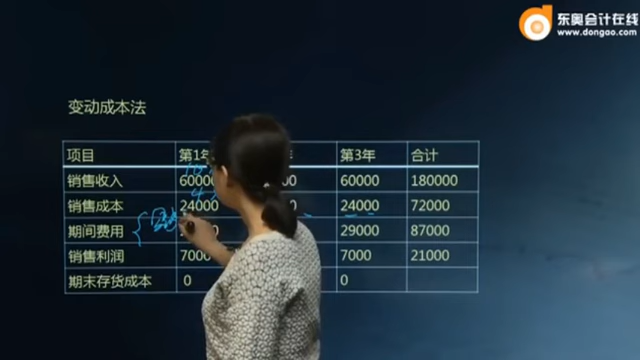 东奥会计在线
www.dongao.com
变动成本法
项目 第1年 第3年 合计
销售收入 60000 60000 180000
销售成本 24000 24000 72000
期间费用 29000 87000
销售利润 7000 7000 21000
期末存货成本 0 0